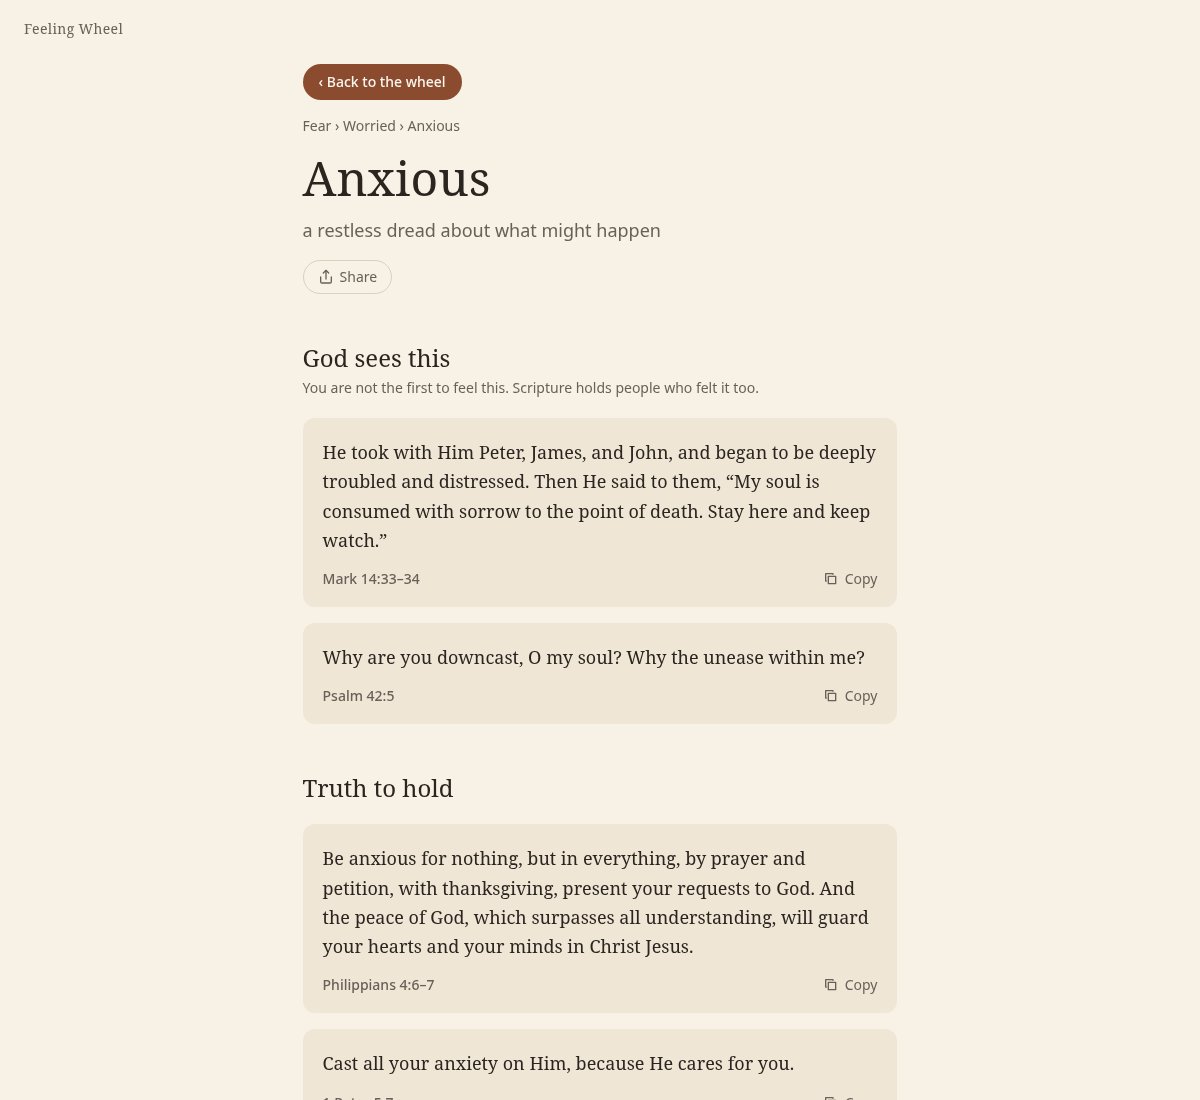 Feeling Wheel
‹ Back to the wheel
Fear › Worried › Anxious
Anxious
a restless dread about what might happen
Share
God sees this
You are not the first to feel this. Scripture holds people who felt it too.
He took with Him Peter, James, and John, and began to be deeply
troubled and distressed. Then He said to them, “My soul is
consumed with sorrow to the point of death. Stay here and keep
watch.”
Mark 14:33–34
Copy
Why are you downcast, O my soul? Why the unease within me?
Psalm 42:5
Copy
Truth to hold
Be anxious for nothing, but in everything, by prayer and
petition, with thanksgiving, present your requests to God. And
the peace of God, which surpasses all understanding, will guard
your hearts and your minds in Christ Jesus.
Philippians 4:6–7
Copy
Cast all your anxiety on Him, because He cares for you.